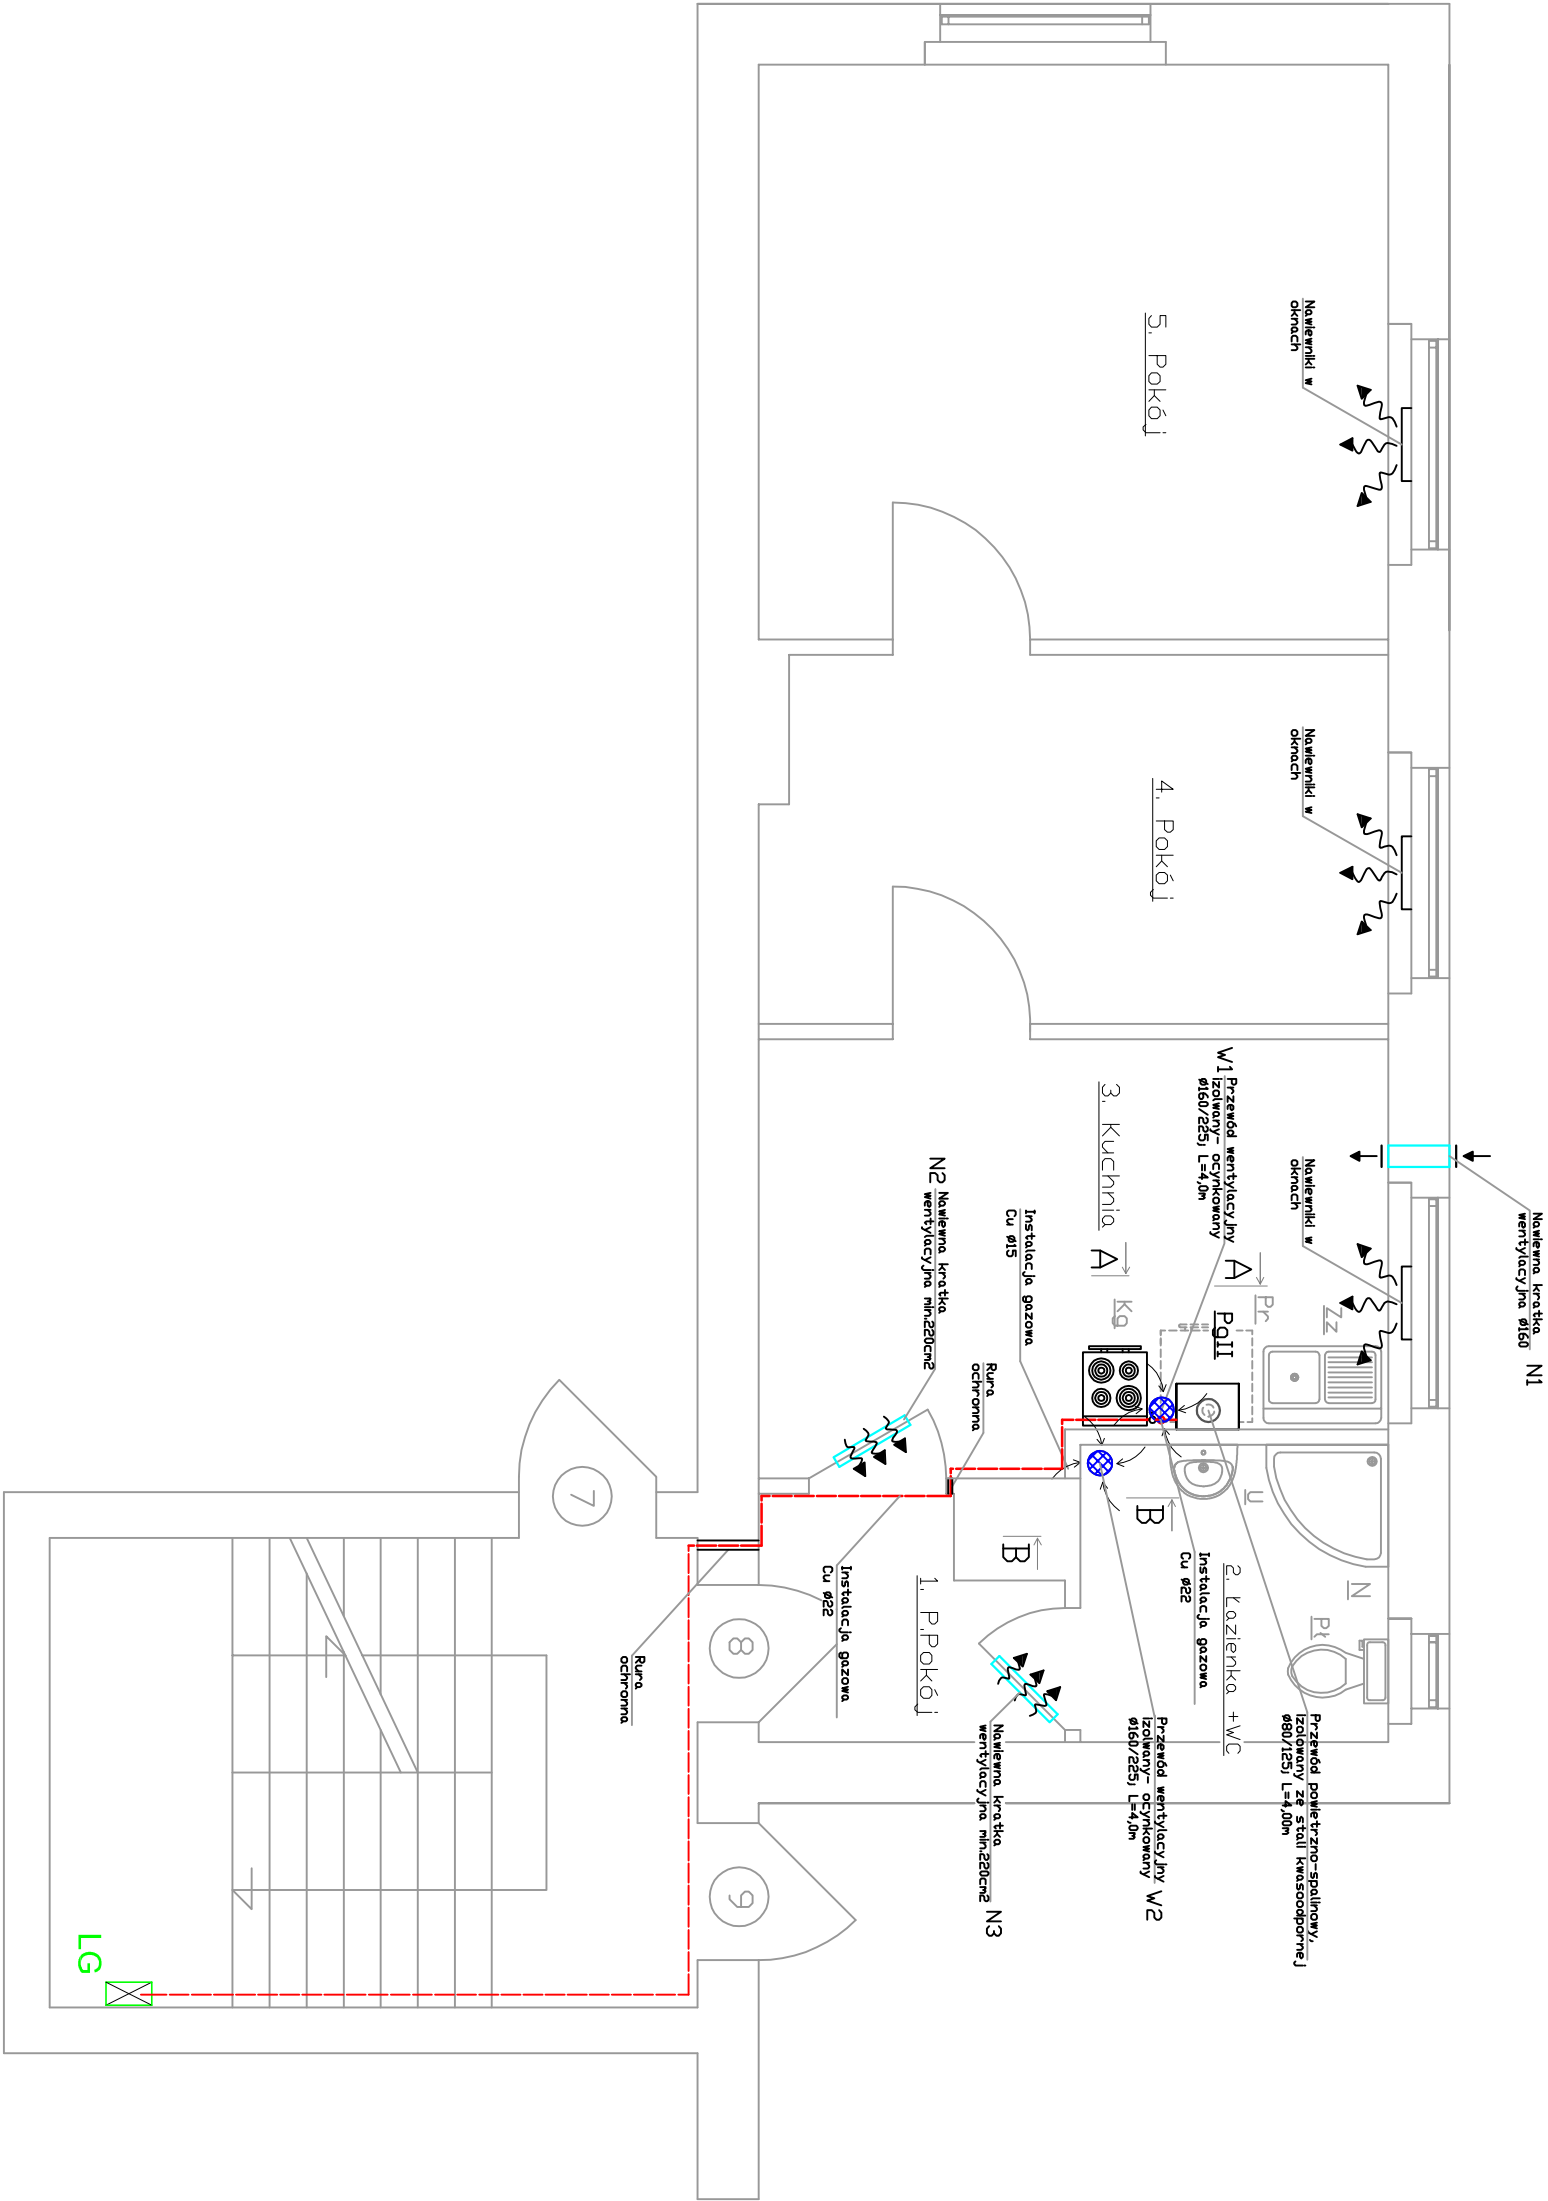 Nawiewna kratka
wentylacyjna ø160
N1
Nawiewniki w
oknach
Nawiewniki w
oknach
Nawiewniki w
oknach
5. Pokój
4. Pokój
3. Kuchnia
W1
Przewód wentylacyjny
izolwany- ocynkowany
ø160/225; L=4,0m
A
A
Kg
Pr
Zz
PgII
G
N2
Nawiewna kratka
wentylacyjna min.220cm2
Instalacja gazowa
Cu ø15
Rura
ochronna
U
N
Pł
B
B
Instalacja gazowa
Cu ø22
2. Łazienka +WC
1. P.Pokój
Instalacja gazowa
Cu ø22
Rura
ochronna
Przewód powietrzno-spalinowy,
izolowany ze stali kwasoodpornej
ø80/125; L=4,00m
Przewód wentylacyjny
izolwany- ocynkowany
ø160/225; L=4,0m
W2
Nawiewna kratka
wentylacyjna min.220cm2
N3
7
8
9
LG